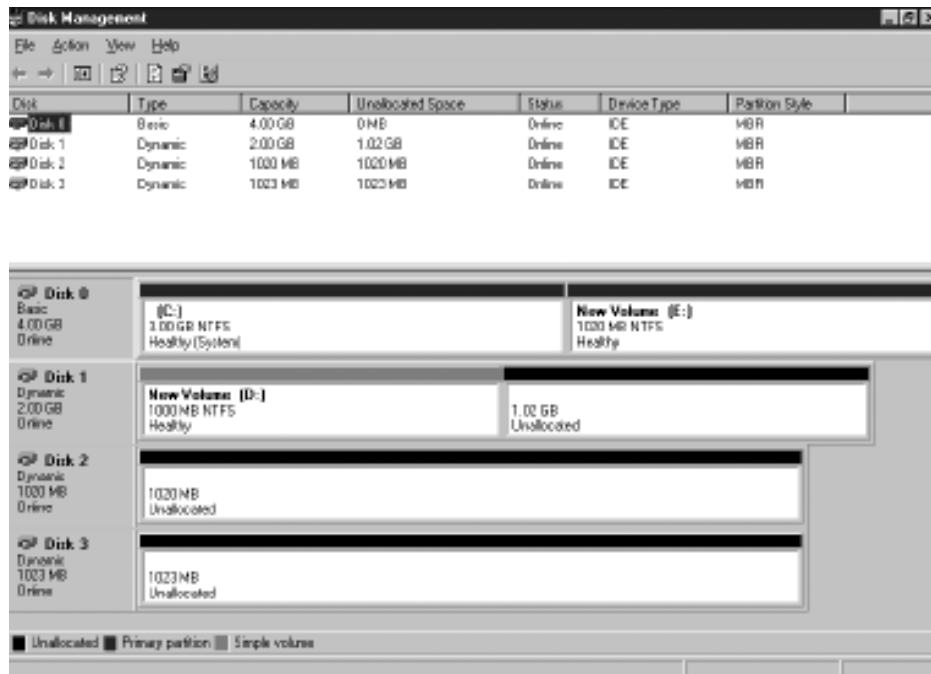 Disk Management
File Action View Help
Disk Type Capacity Unallocated Space Status Device Type Partition Style
Disk 0 Basic 4.00 GB 0 MB Online IDE MBR
Disk 1 Dynamic 2.00 GB 1.02 GB Online IDE MBR
Disk 2 Dynamic 1020 MB 1020 MB Online IDE MBR
Disk 3 Dynamic 1023 MB 1023 MB Online IDE MBR
Disk 0
Basic
4.00 GB
Online
(C:)
3.00 GB NTFS
Healthy (System)
New Volume (E:)
1020 MB NTFS
Healthy
Disk 1
Dynamic
2.00 GB
Online
New Volume (D:)
1000 MB NTFS
Healthy
1.02 GB
Unallocated
Disk 2
Dynamic
1020 MB
Online
1020 MB
Unallocated
Disk 3
Dynamic
1023 MB
Online
1023 MB
Unallocated
Unallocated Primary partition Simple volume